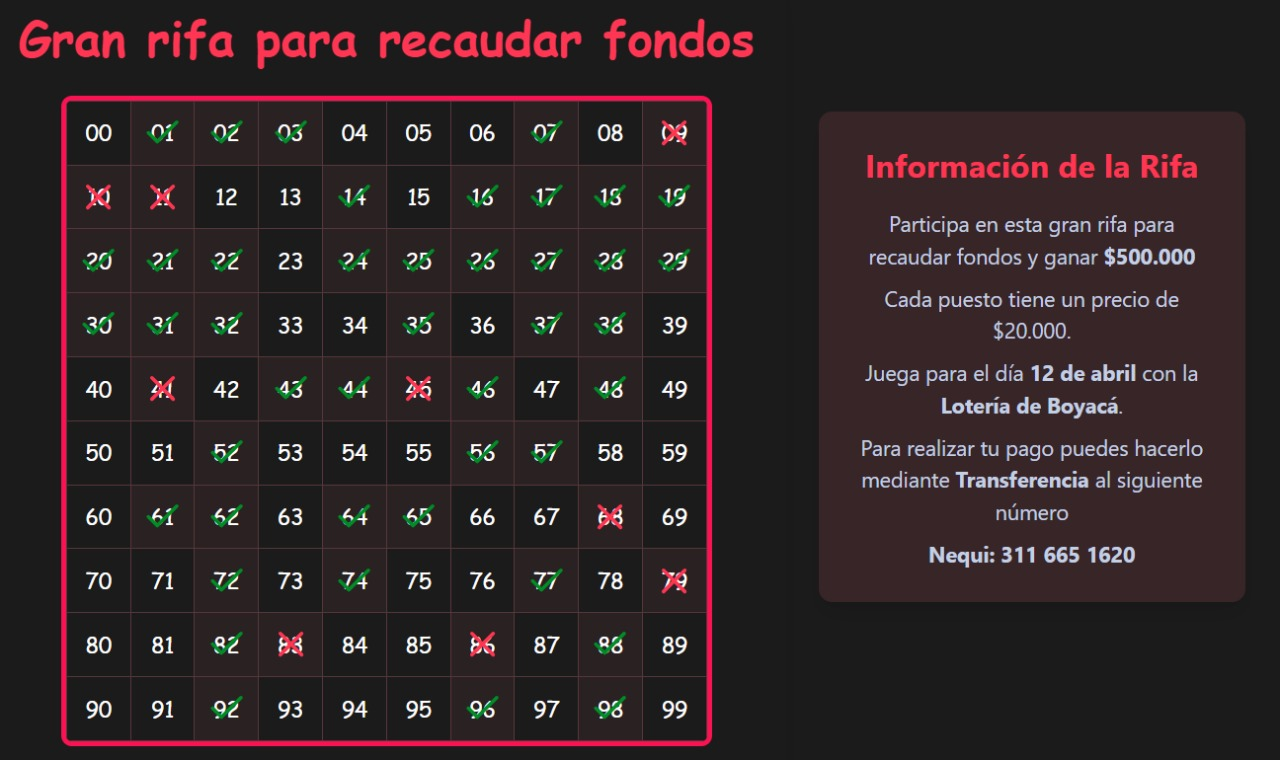 Gran rifa para recaudar fondos
00 01 02 03 04 05 06 07 08 09
10 11 12 13 14 15 16 17 18 19
20 21 22 23 24 25 26 27 28 29
30 31 32 33 34 35 36 37 38 39
40 41 42 43 44 45 46 47 48 49
50 51 52 53 54 55 56 57 58 59
60 61 62 63 64 65 66 67 68 69
70 71 72 73 74 75 76 77 78 79
80 81 82 83 84 85 86 87 88 89
90 91 92 93 94 95 96 97 98 99
Información de la Rifa
Participa en esta gran rifa para
recaudar fondos y ganar $500.000
Cada puesto tiene un precio de
$20.000.
Juega para el día 12 de abril con la
Lotería de Boyacá.
Para realizar tu pago puedes hacerlo
mediante Transferencia al siguiente
número
Nequi: 311 665 1620